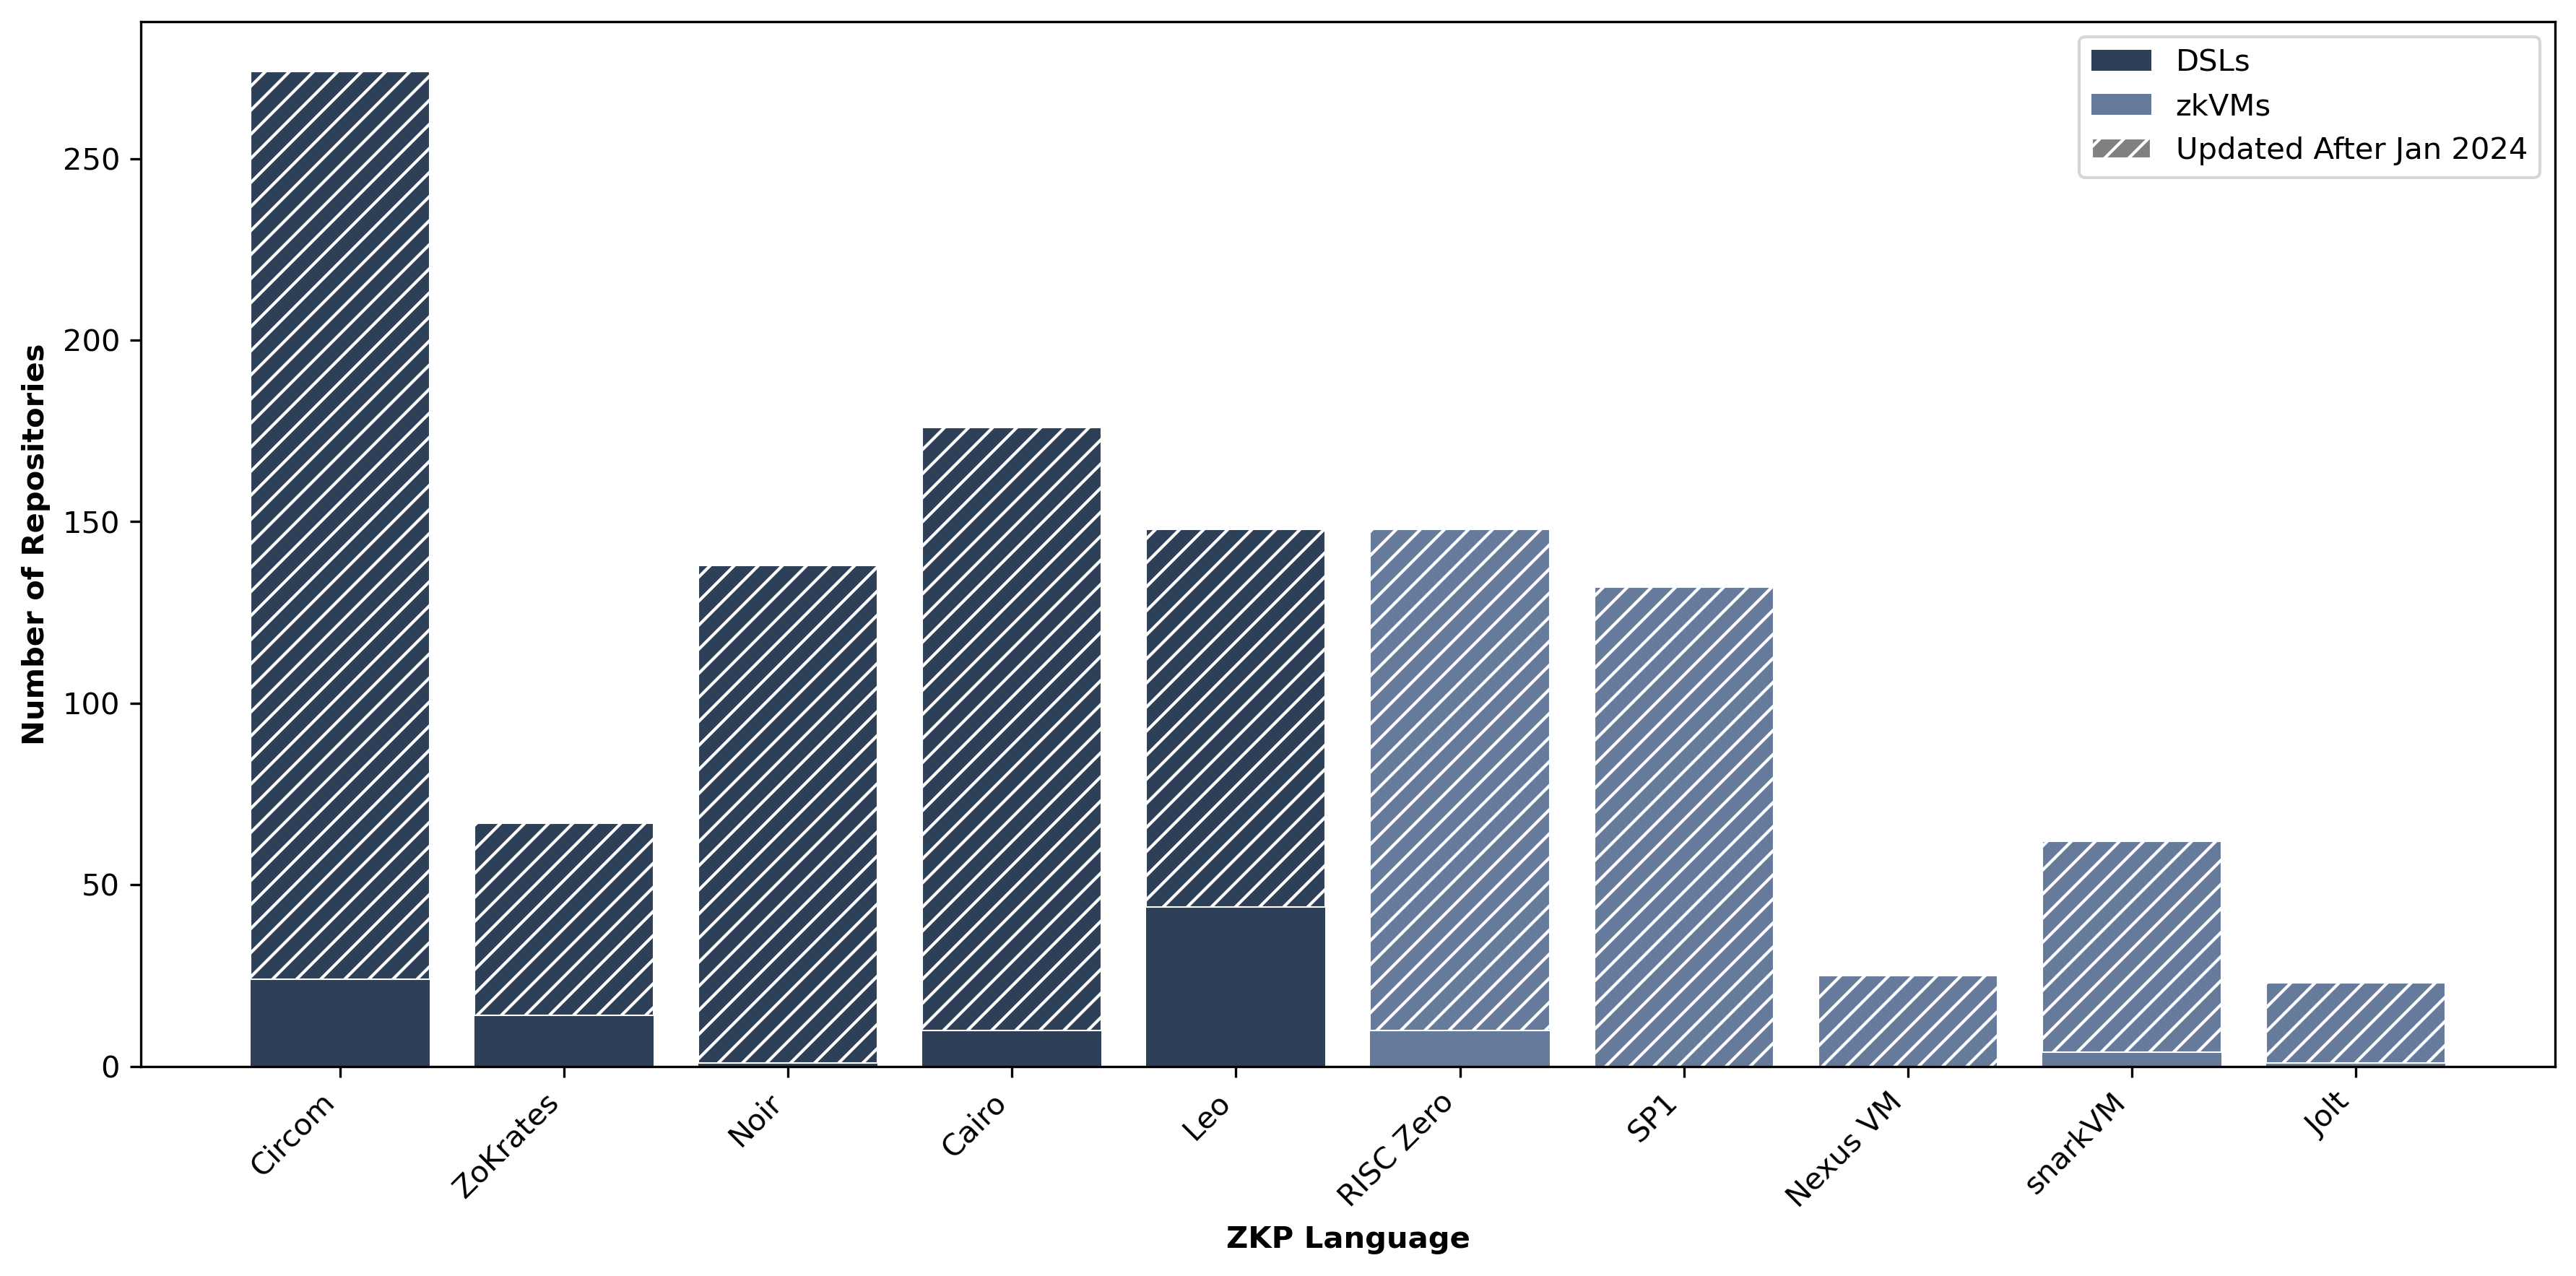 DSLs
zkVMs
Updated After Jan 2024
Number of Repositories
250
200
150
100
50
0
Circom
ZoKrates
Noir
Cairo
Leo
RISC Zero
SP1
Nexus VM
snarkVM
Jolt
ZKP Language